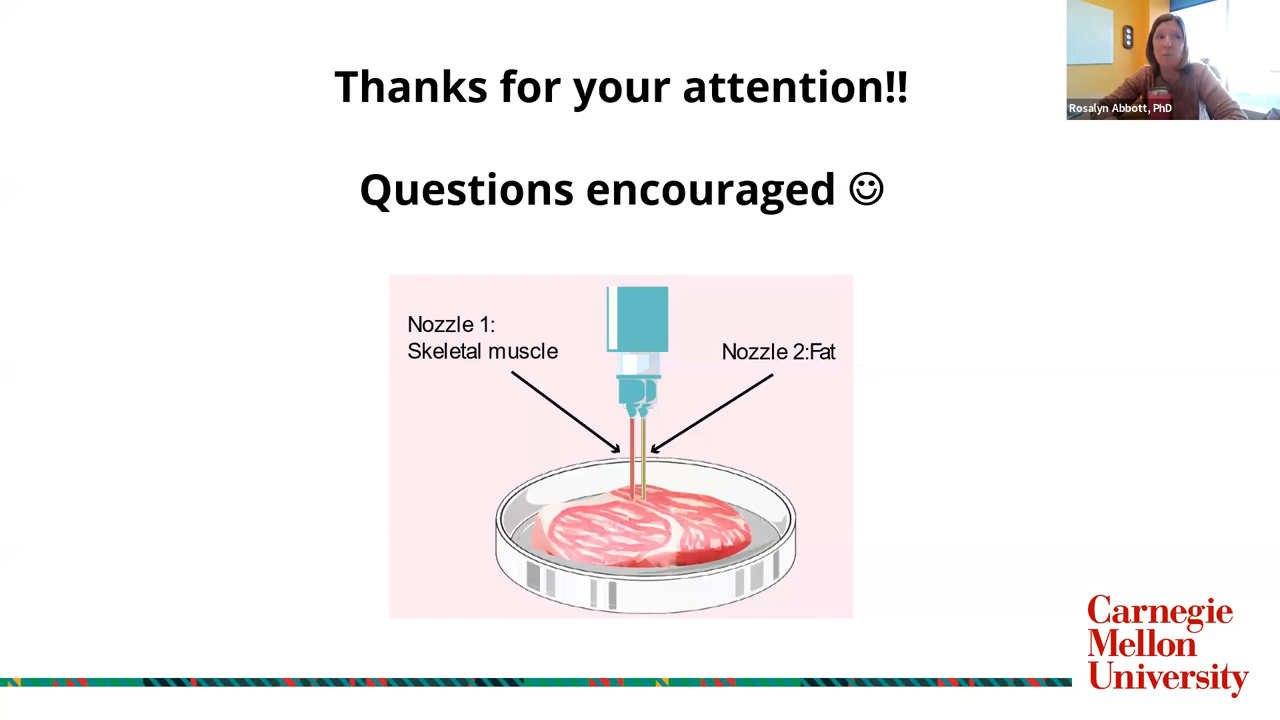 Thanks for your attention!!
Rosalyn Abbott, PhD
Questions encouraged ☺
Nozzle 1:
Skeletal muscle
Nozzle 2:Fat
Carnegie
Mellon
University